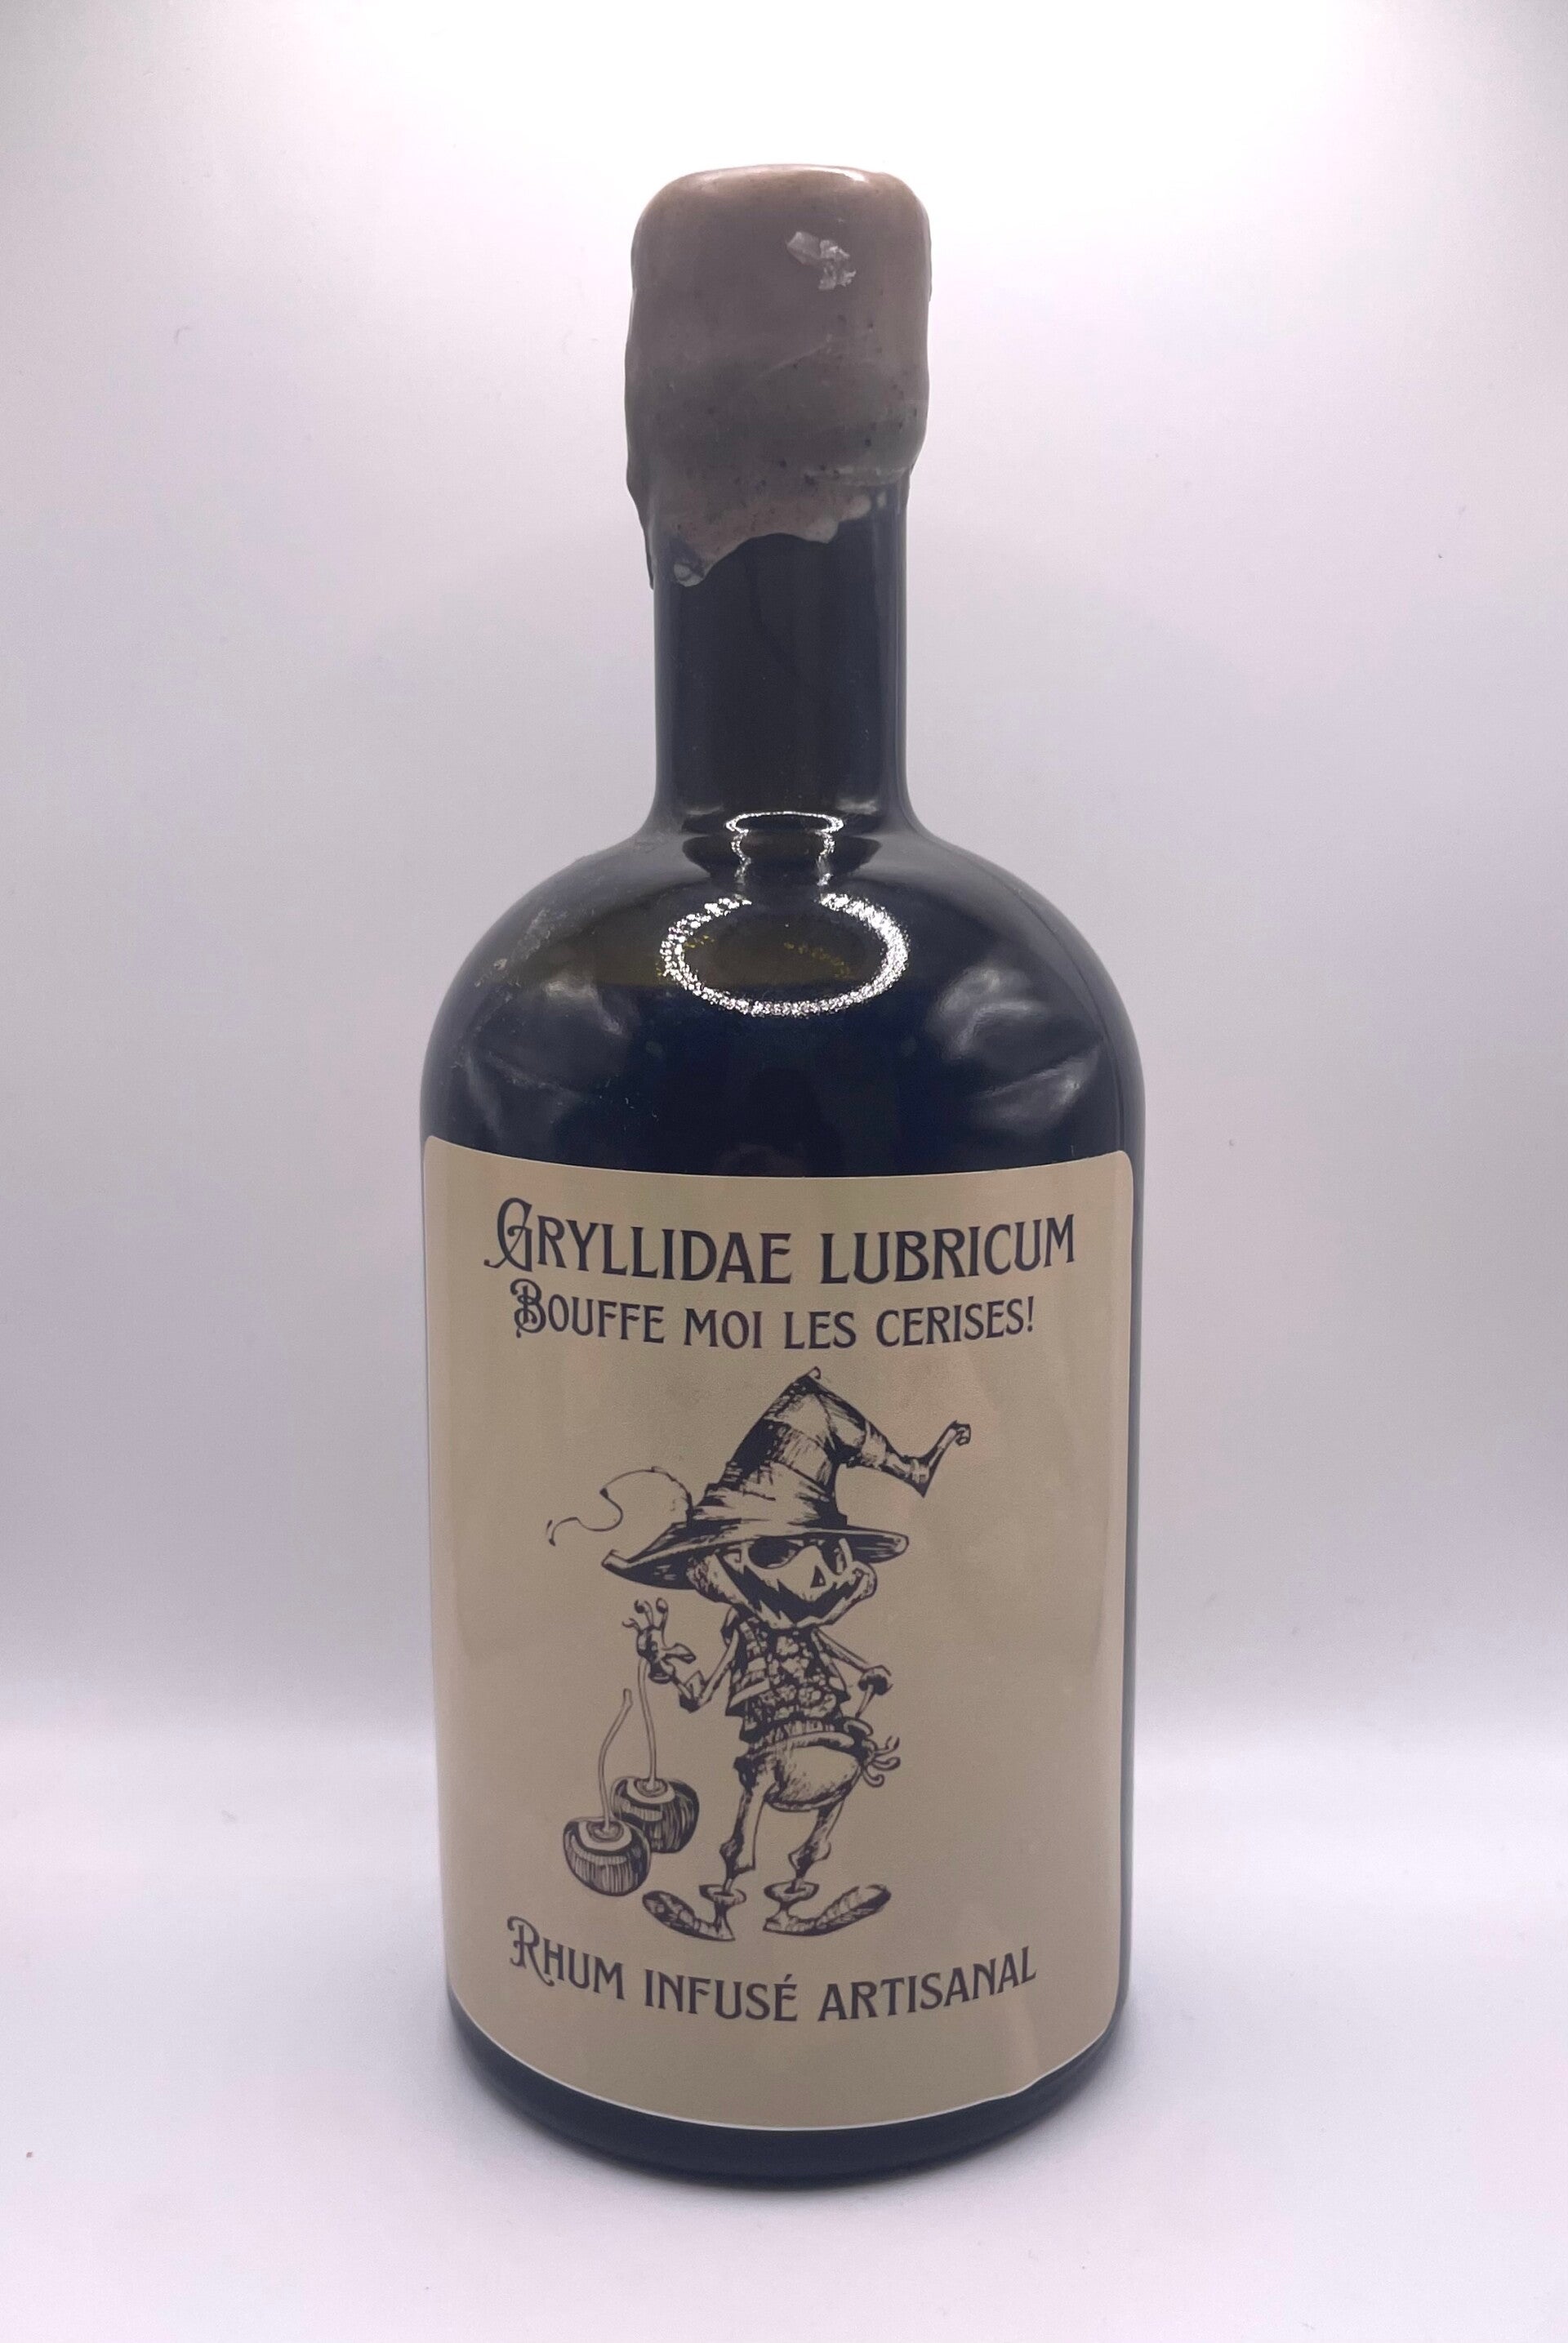 Gryllidae lubricum
Bouffe moi les cerises!
Rhum infusé artisanal